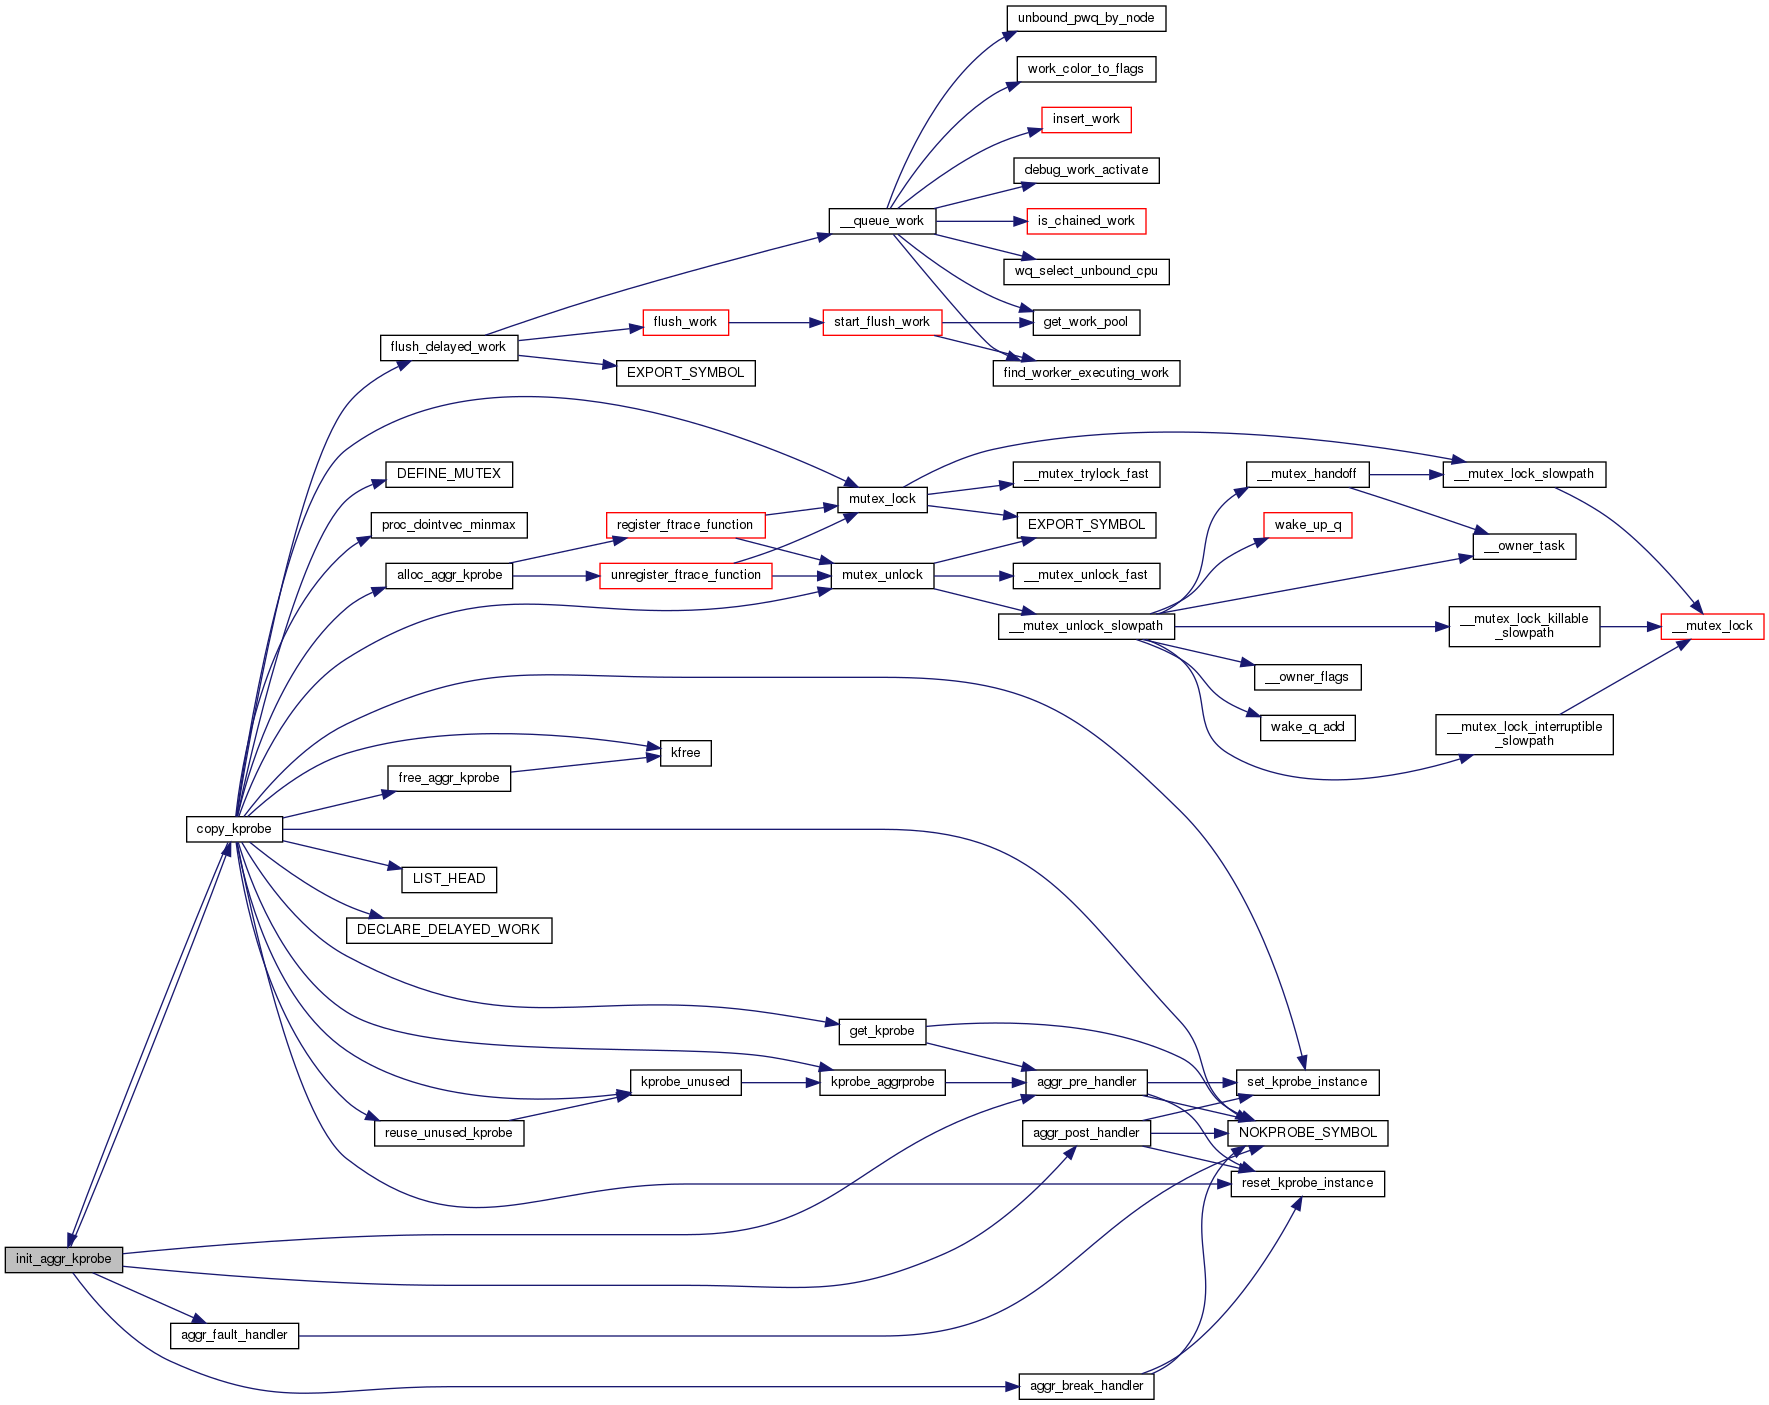 unbound_pwq_by_node
work_color_to_flags
insert_work
debug_work_activate
__queue_work
is_chained_work
wq_select_unbound_cpu
flush_work
start_flush_work
get_work_pool
flush_delayed_work
EXPORT_SYMBOL
find_worker_executing_work
DEFINE_MUTEX
mutex_lock
__mutex_trylock_fast
__mutex_handoff
__mutex_lock_slowpath
proc_dointvec_minmax
register_ftrace_function
EXPORT_SYMBOL
wake_up_q
__owner_task
alloc_aggr_kprobe
unregister_ftrace_function
mutex_unlock
__mutex_unlock_fast
__mutex_unlock_slowpath
__mutex_lock_killable
_slowpath
__mutex_lock
__owner_flags
wake_q_add
__mutex_lock_interruptible
_slowpath
kfree
free_aggr_kprobe
copy_kprobe
LIST_HEAD
DECLARE_DELAYED_WORK
get_kprobe
kprobe_unused
kprobe_aggrprobe
aggr_pre_handler
set_kprobe_instance
reuse_unused_kprobe
aggr_post_handler
NOKPROBE_SYMBOL
reset_kprobe_instance
init_aggr_kprobe
aggr_fault_handler
aggr_break_handler